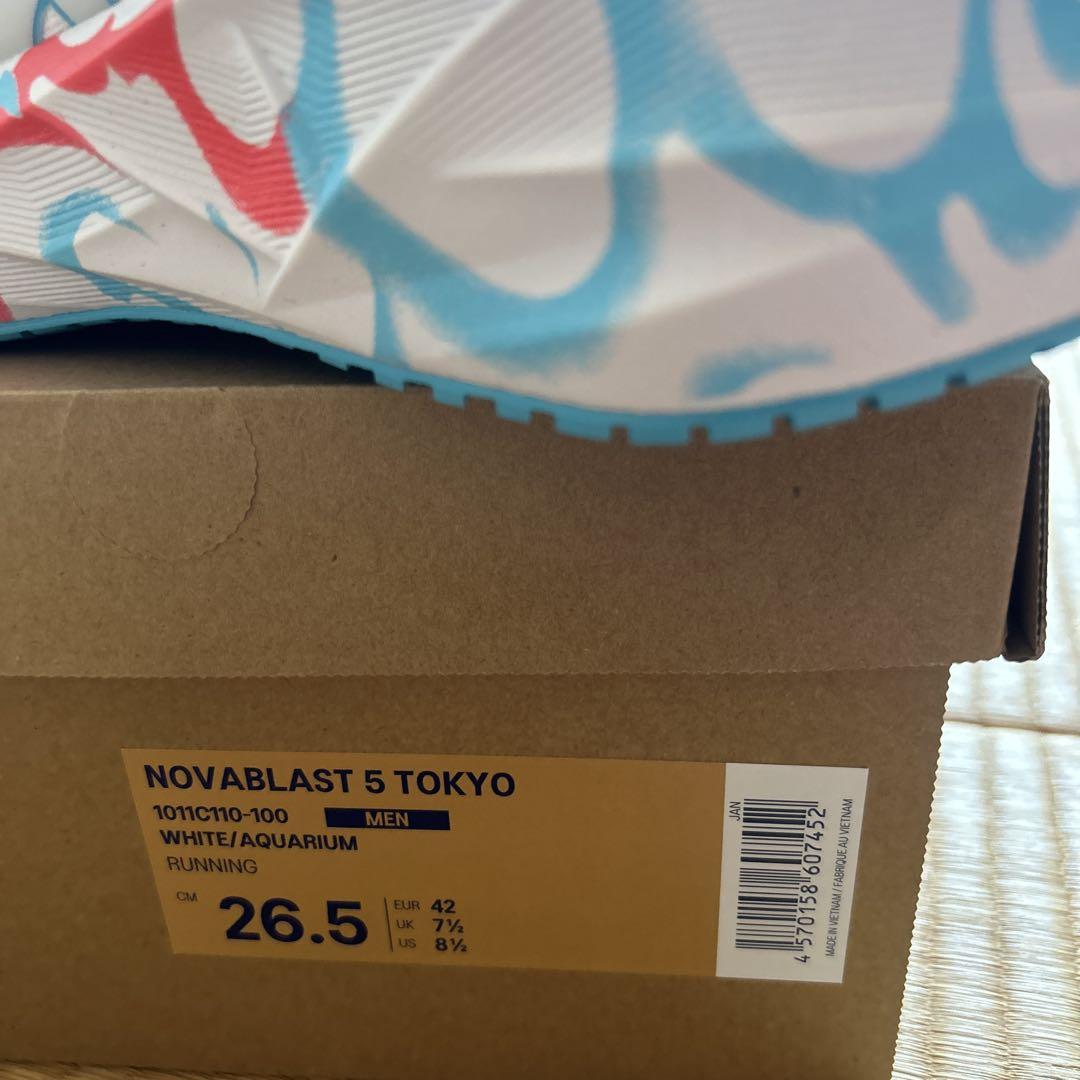 NOVABLAST 5 TOKYO
1011C110-100 MEN
WHITE/AQUARIUM
RUNNING
CM 26.5
EUR 42
UK 7½
US 8½
JAN
4 570158 607452
MADE IN VIETNAM / FABRIQUE AU VIETNAM